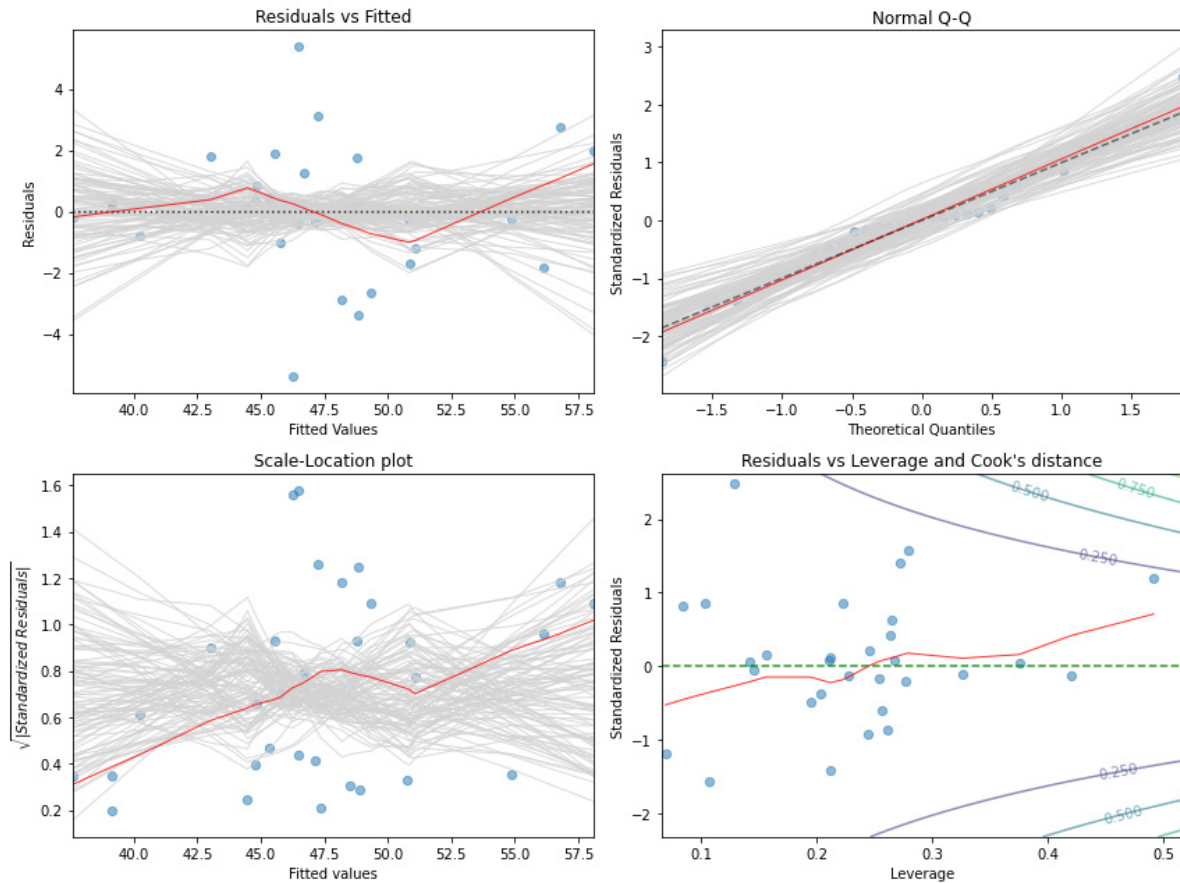 Residuals vs Fitted
Residuals
4
2
0
−2
−4
40.0 42.5 45.0 47.5 50.0 52.5 55.0 57.5
Fitted Values
Normal Q-Q
Standardized Residuals
3
2
1
0
−1
−2
−1.5 −1.0 −0.5 0.0 0.5 1.0 1.5
Theoretical Quantiles
Scale-Location plot
√|Standardized Residuals|
1.6
1.4
1.2
1.0
0.8
0.6
0.4
0.2
40.0 42.5 45.0 47.5 50.0 52.5 55.0 57.5
Fitted values
Residuals vs Leverage and Cook's distance
Standardized Residuals
2
1
0
−1
−2
0.750
0.500
0.250
0.250
0.500
0.750
0.1 0.2 0.3 0.4 0.5
Leverage